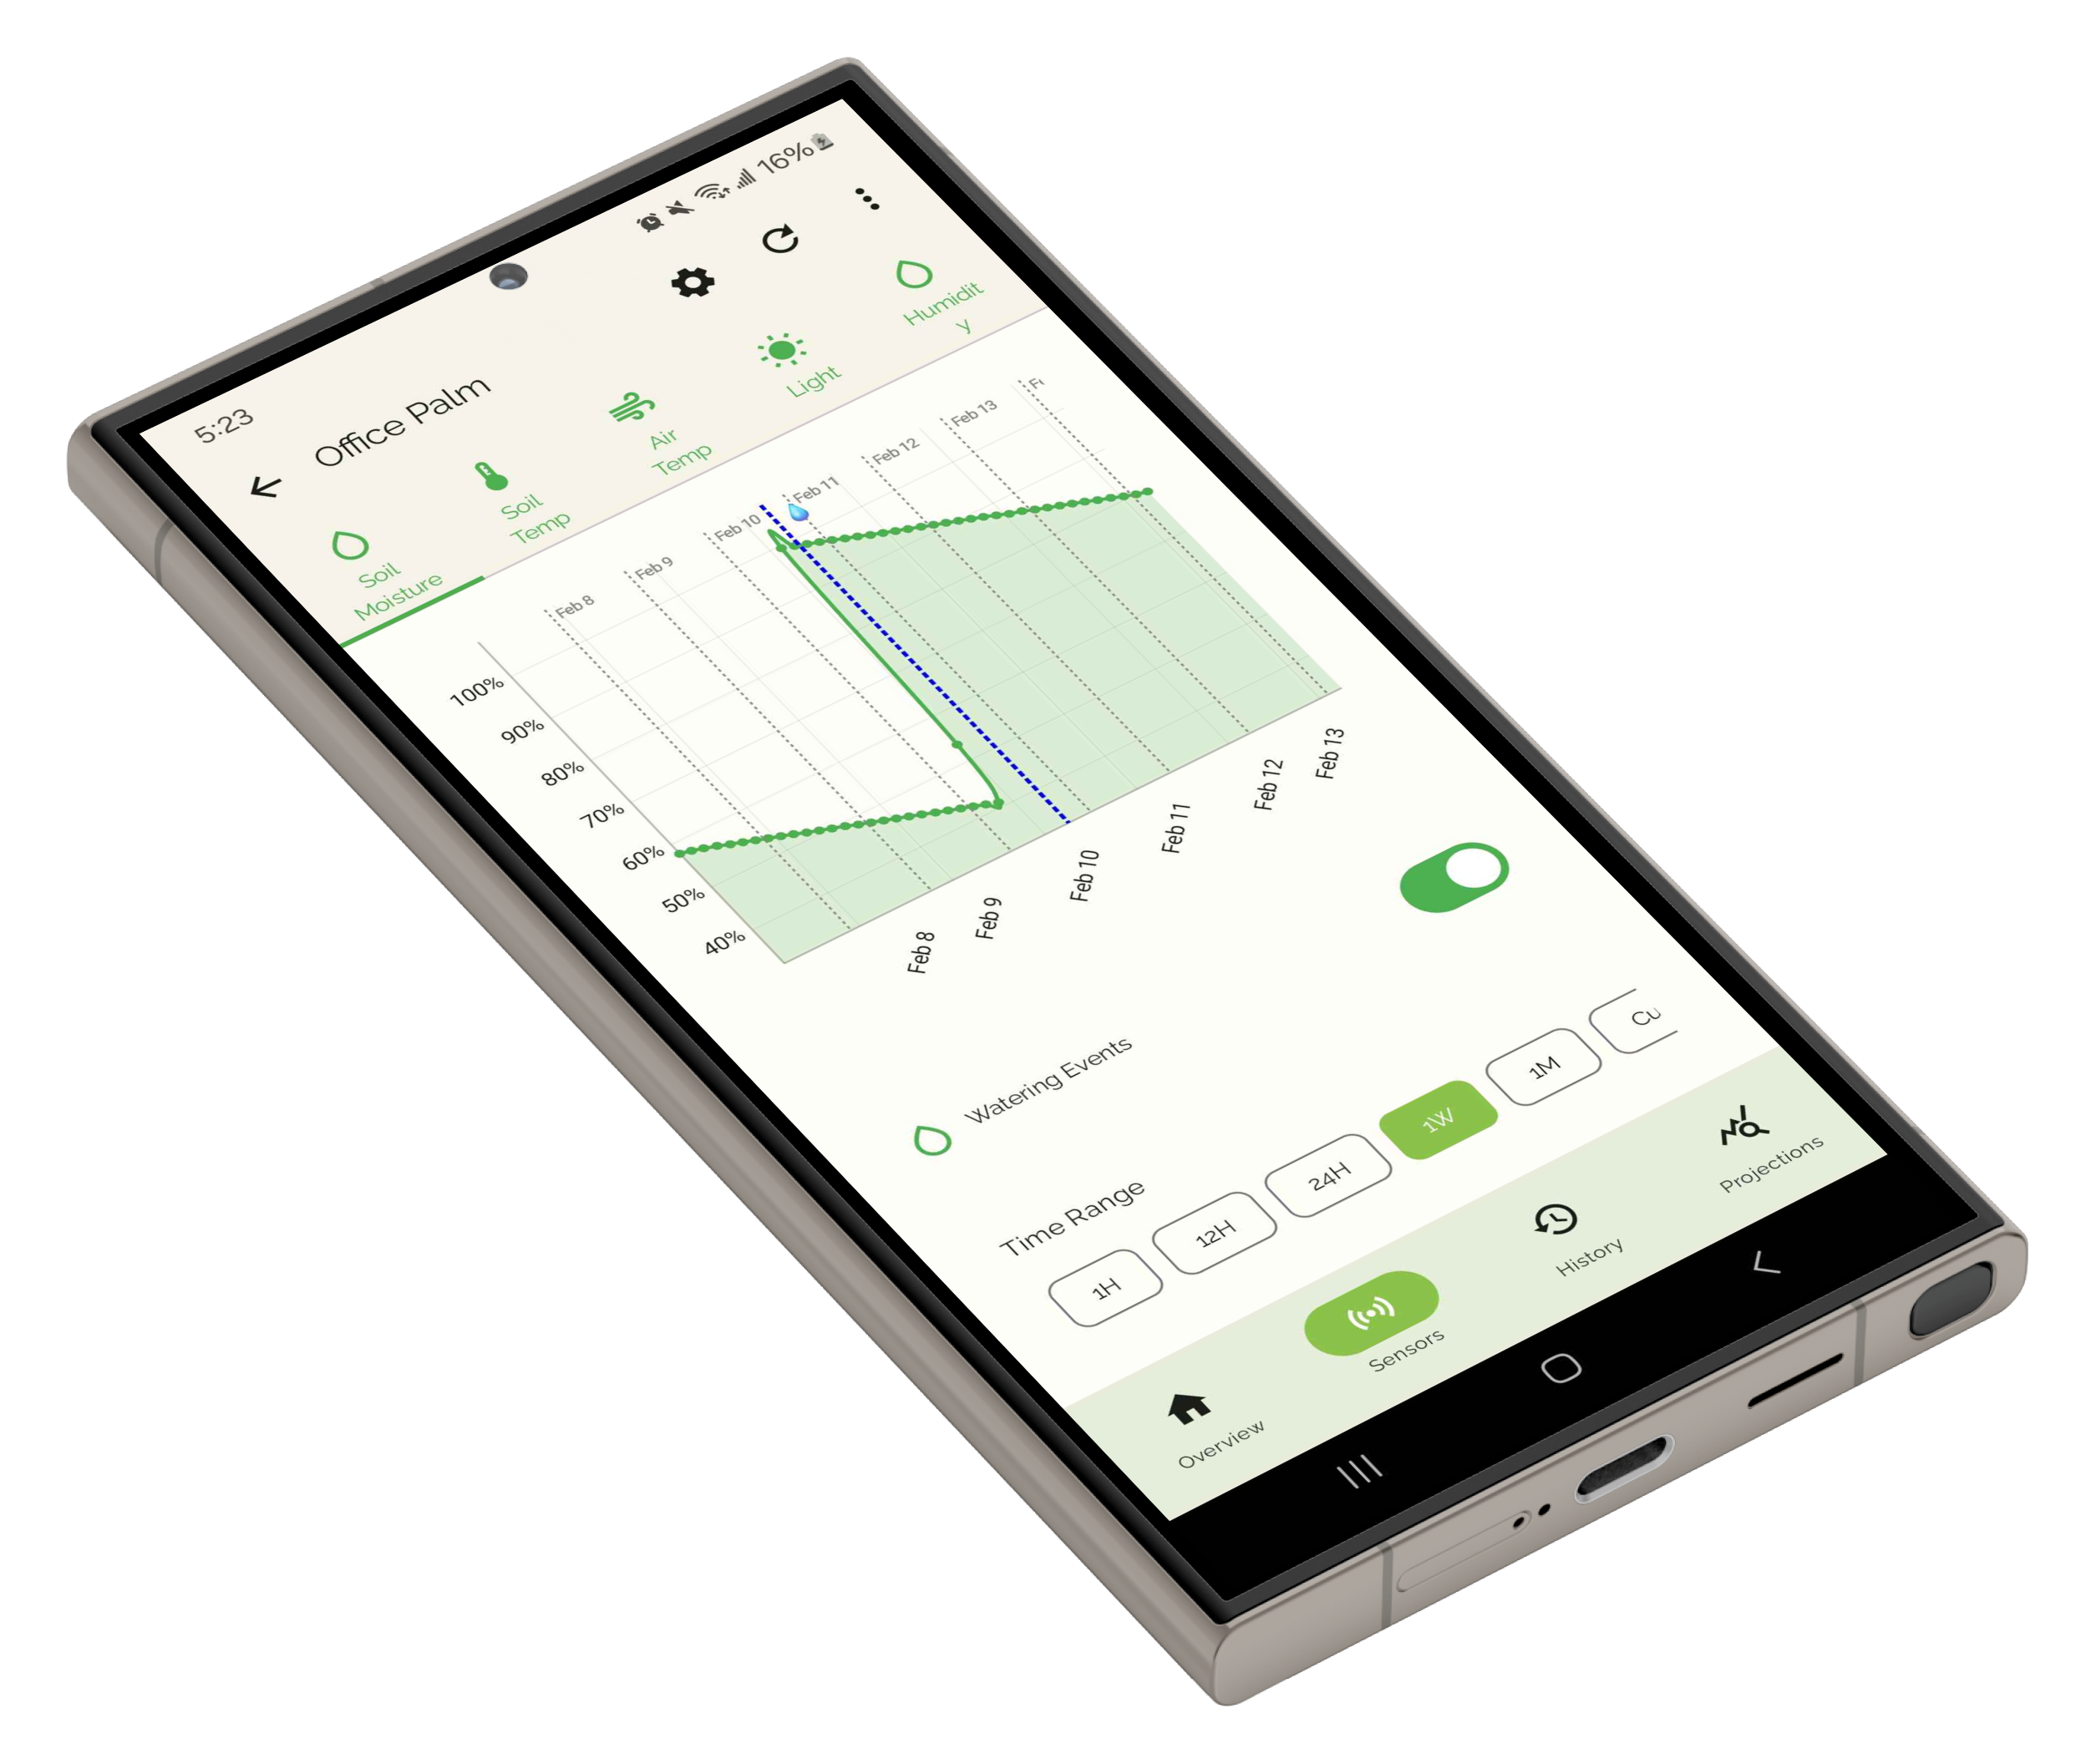 5:23
16%
Office Palm
Soil
Moisture
Soil
Temp
Air
Temp
Light
Humidit
y
Feb 8
Feb 9
Feb 10
Feb 11
Feb 12
Feb 13
Fe
100%
90%
80%
70%
60%
50%
40%
Feb 8
Feb 9
Feb 10
Feb 11
Feb 12
Feb 13
Watering Events
Time Range
1H
12H
24H
1W
1M
Cu
Overview
Sensors
History
Projections